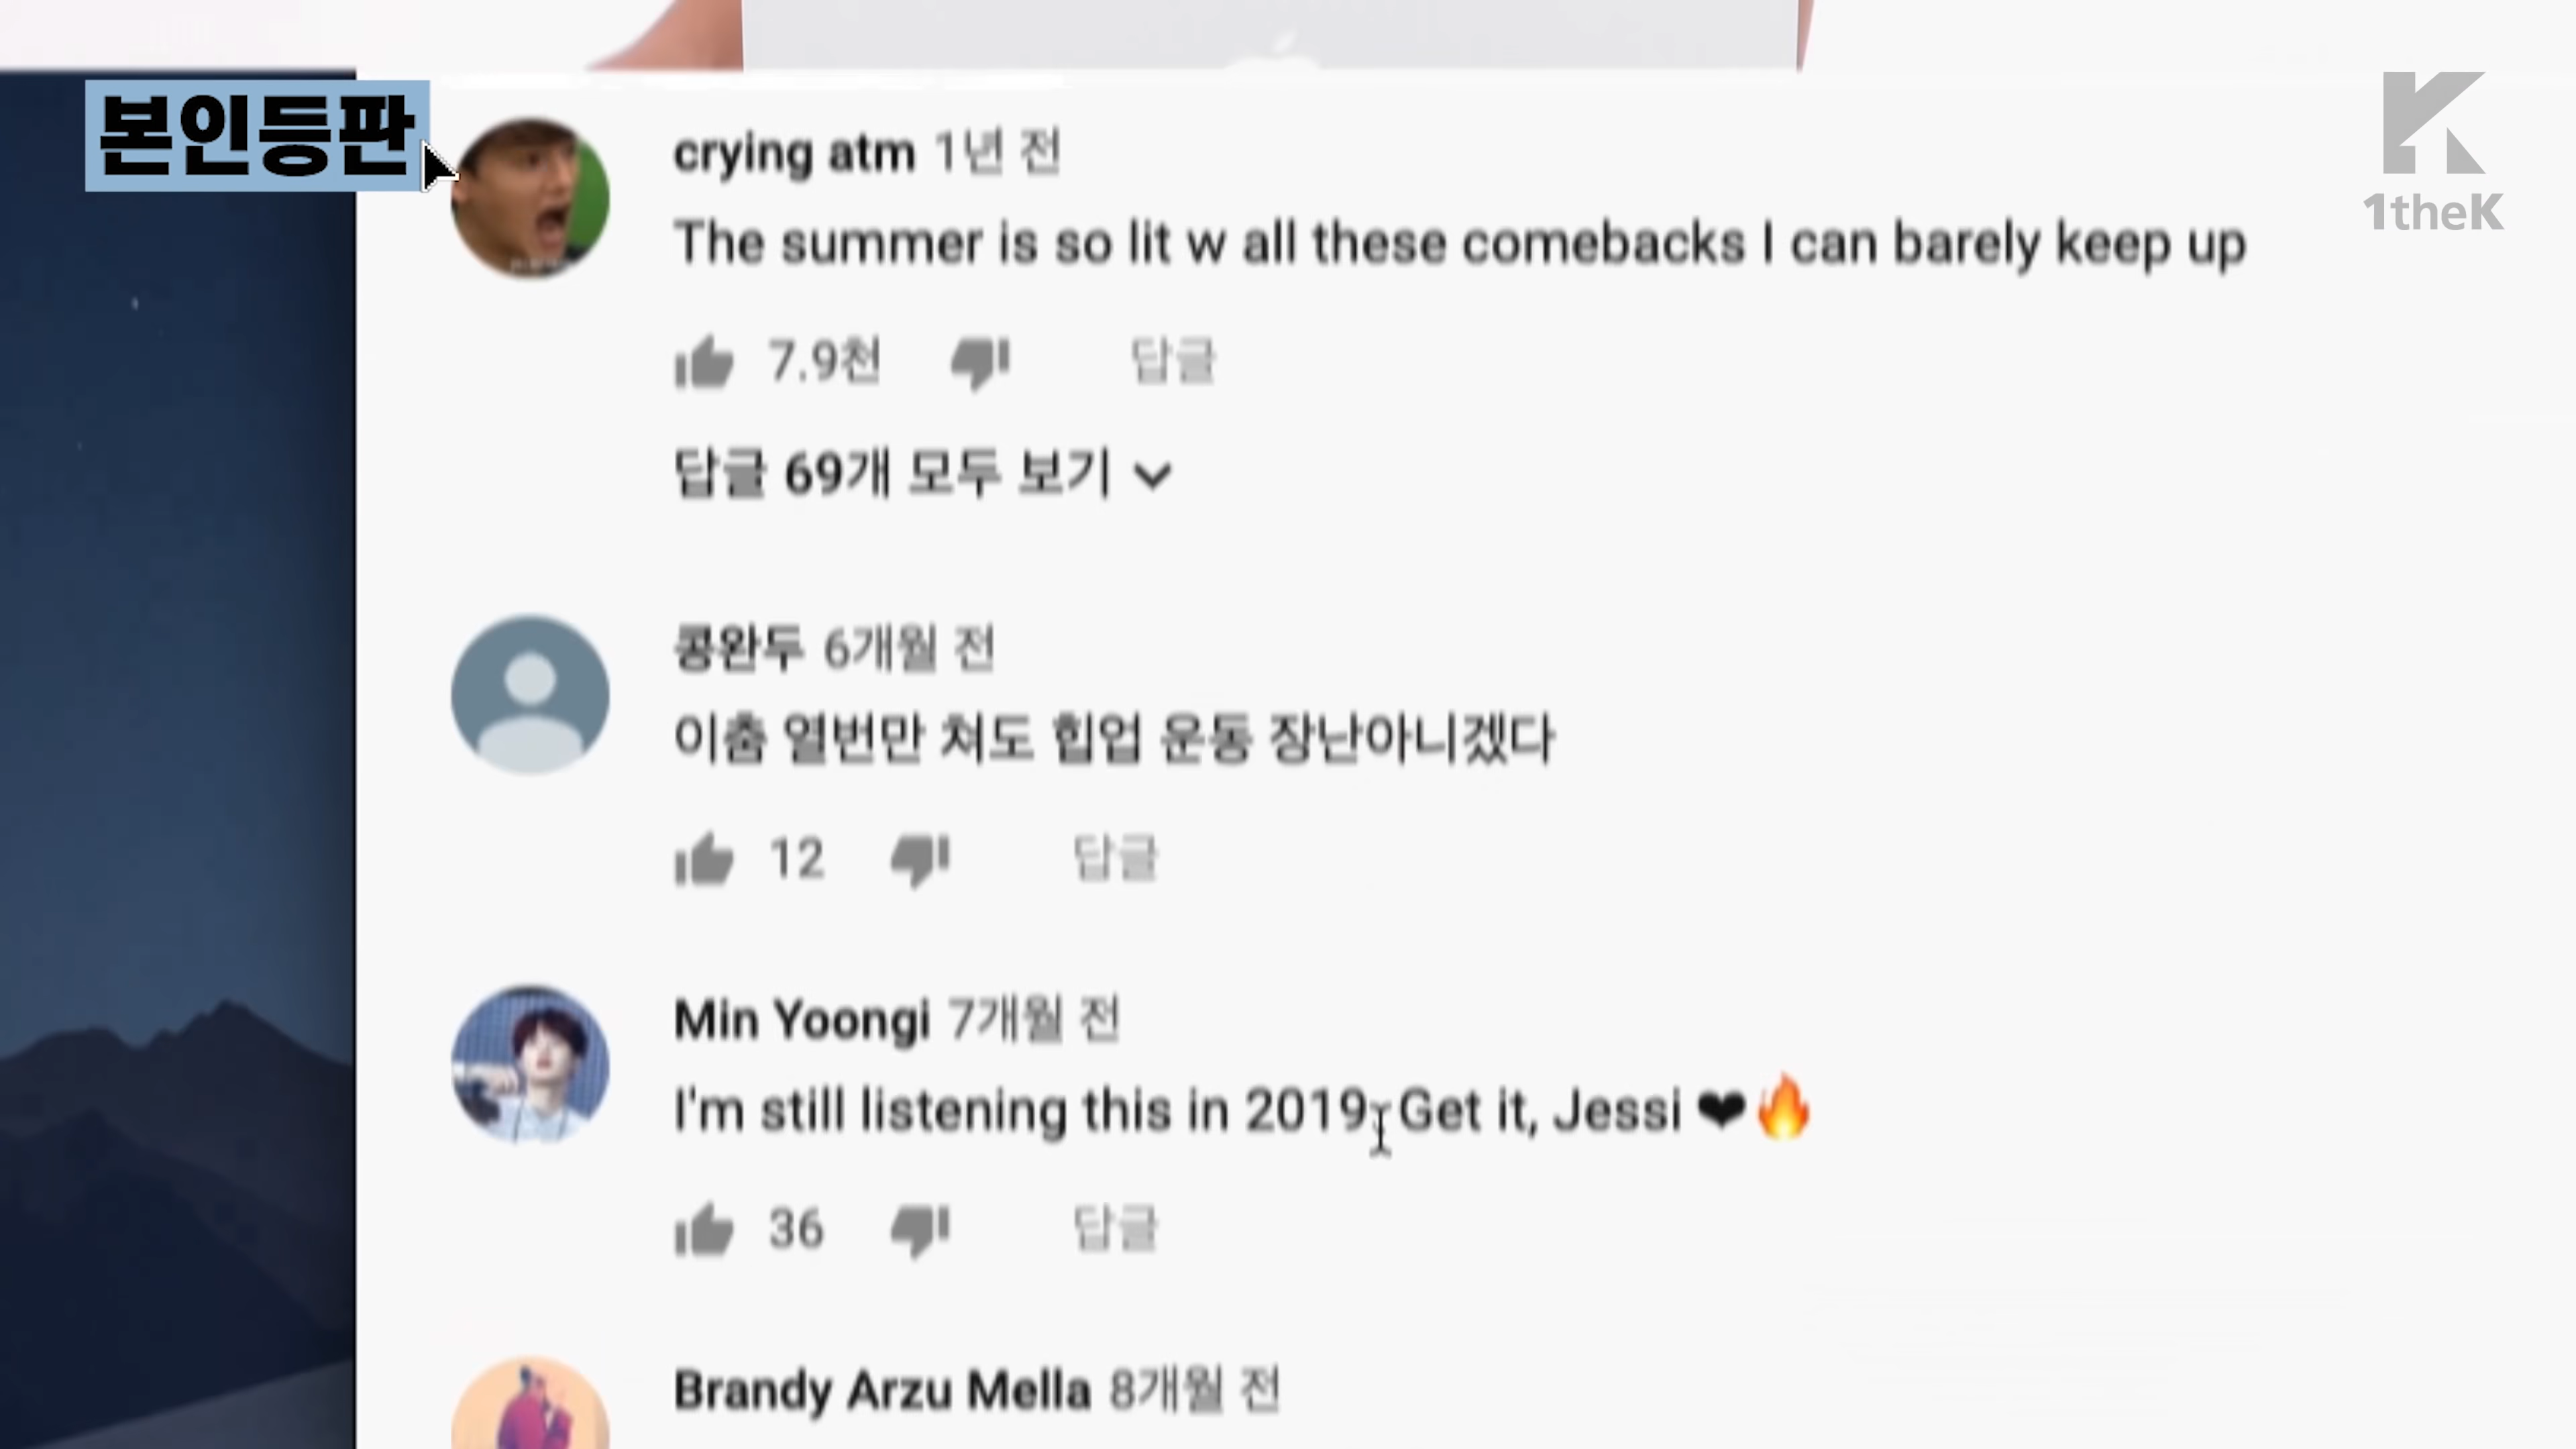 본인등판
1theK
crying atm 1년 전
The summer is so lit w all these comebacks I can barely keep up
7.9천 답글
답글 69개 모두 보기
콩완두 6개월 전
이춤 열번만 쳐도 힙업 운동 장난아니겠다
12 답글
Min Yoongi 7개월 전
I'm still listening this in 2019. Get it, Jessi ❤🔥
36 답글
Brandy Arzu Mella 8개월 전